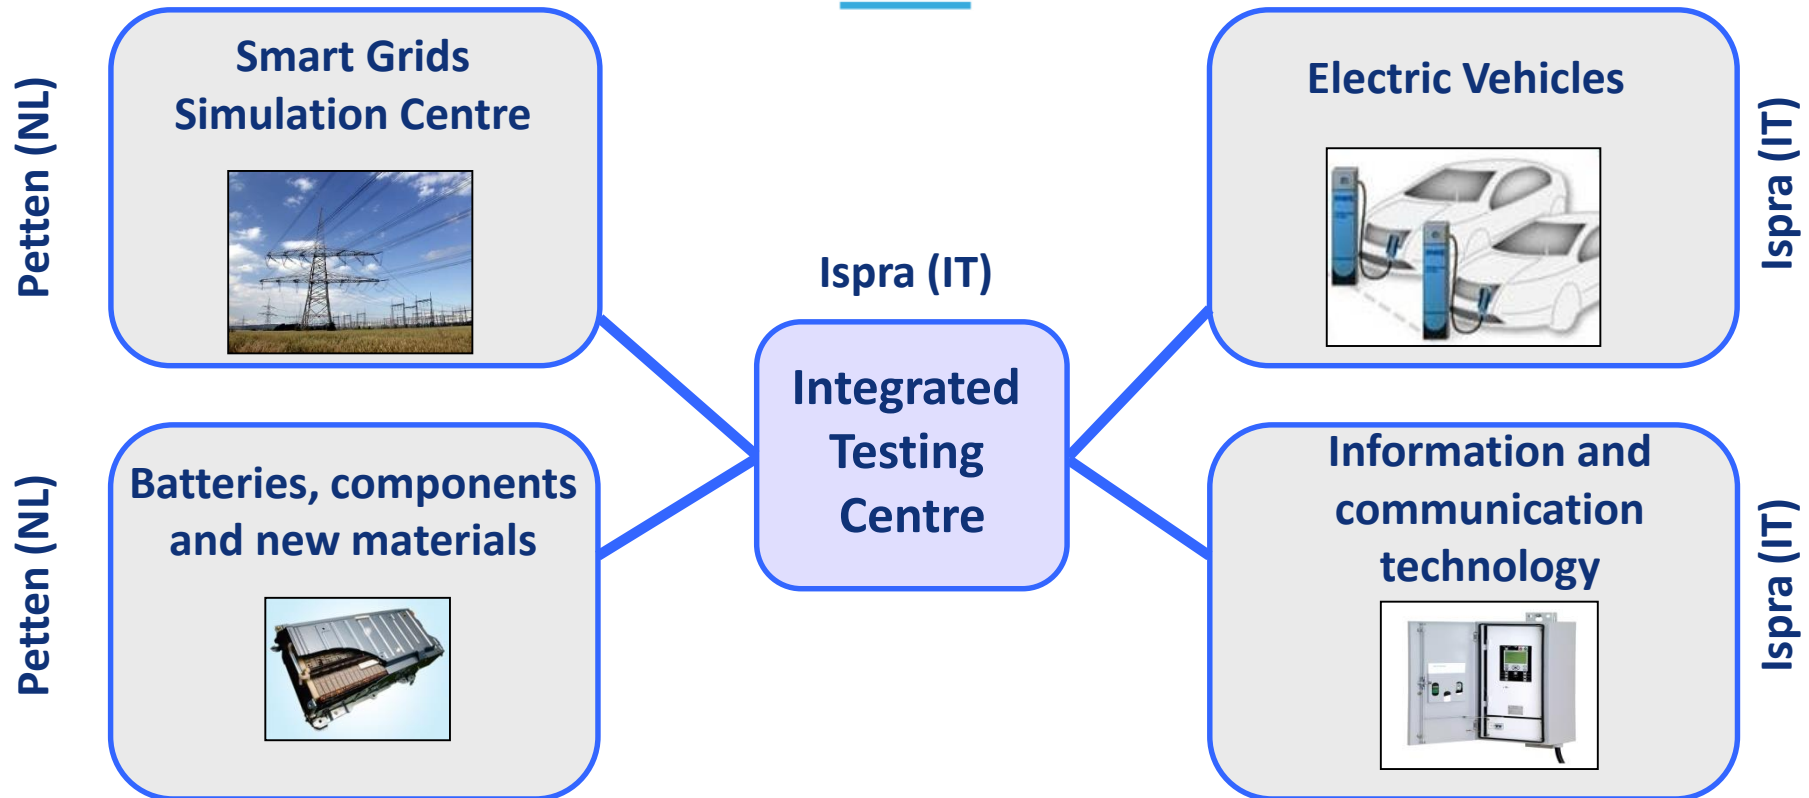 Petten (NL)
Smart Grids
Simulation Centre
Electric Vehicles
Ispra (IT)
Ispra (IT)
Integrated
Testing
Centre
Petten (NL)
Batteries, components
and new materials
Information and
communication
technology
Ispra (IT)